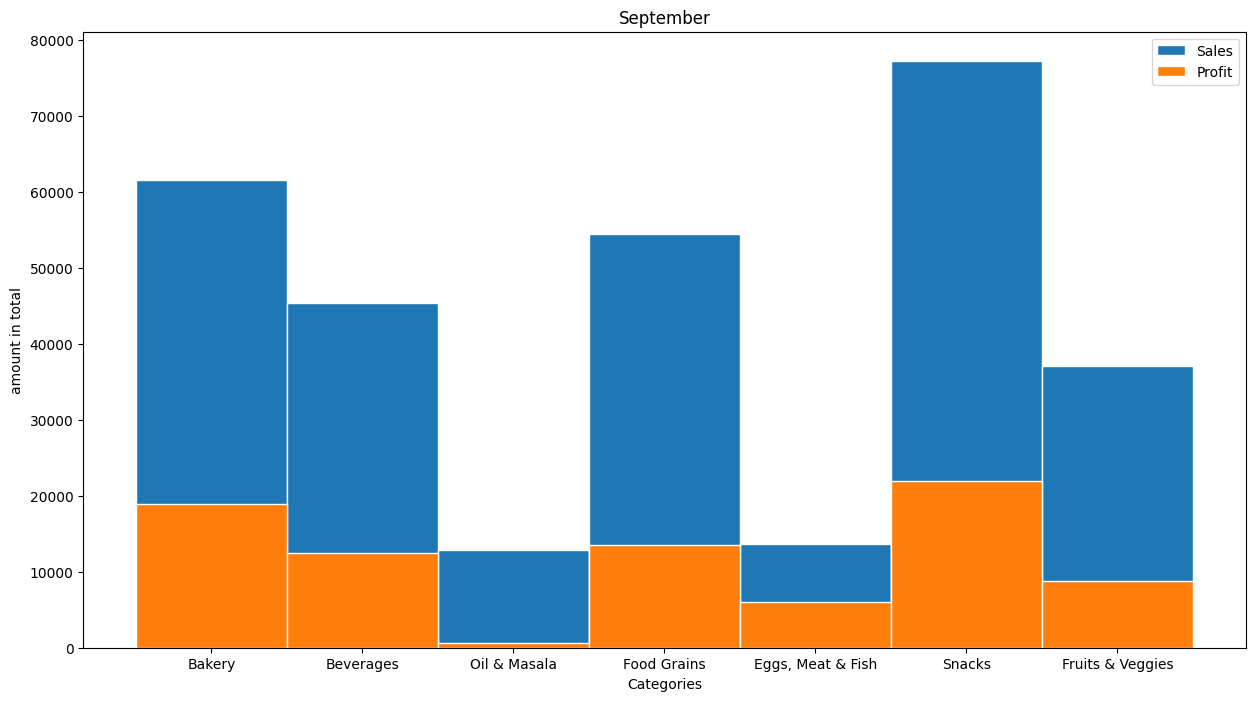 September
Sales
Profit
80000
70000
60000
50000
40000
30000
20000
10000
0
amount in total
Bakery Beverages Oil & Masala Food Grains Eggs, Meat & Fish Snacks Fruits & Veggies
Categories